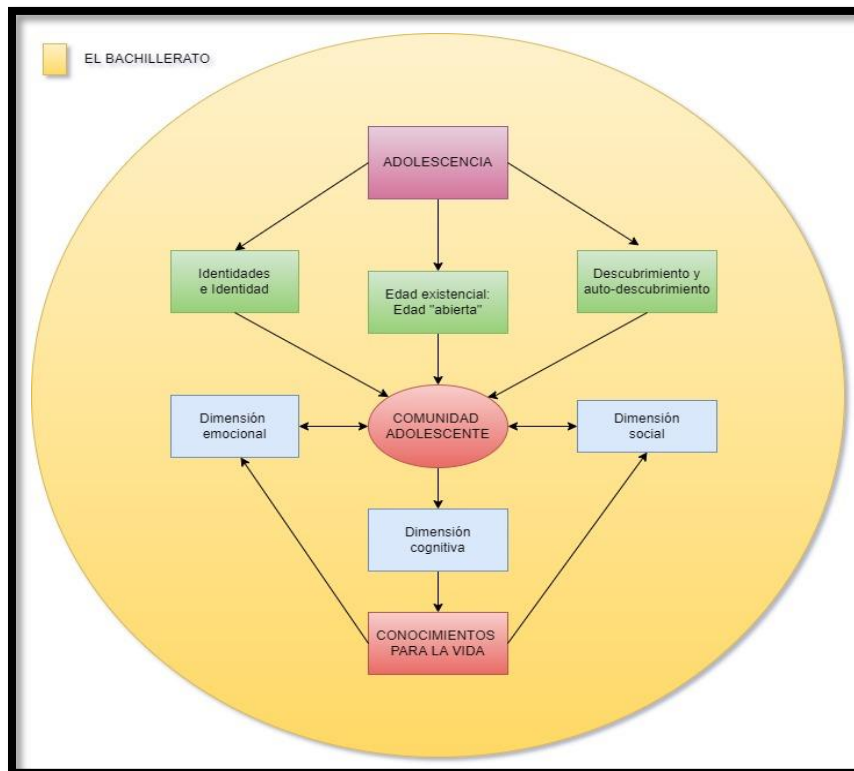 EL BACHILLERATO
ADOLESCENCIA
Identidades
e Identidad
Edad existencial:
Edad "abierta"
Descubrimiento y
auto-descubrimiento
Dimensión
emocional
COMUNIDAD
ADOLESCENTE
Dimensión
social
Dimensión
cognitiva
CONOCIMIENTOS
PARA LA VIDA